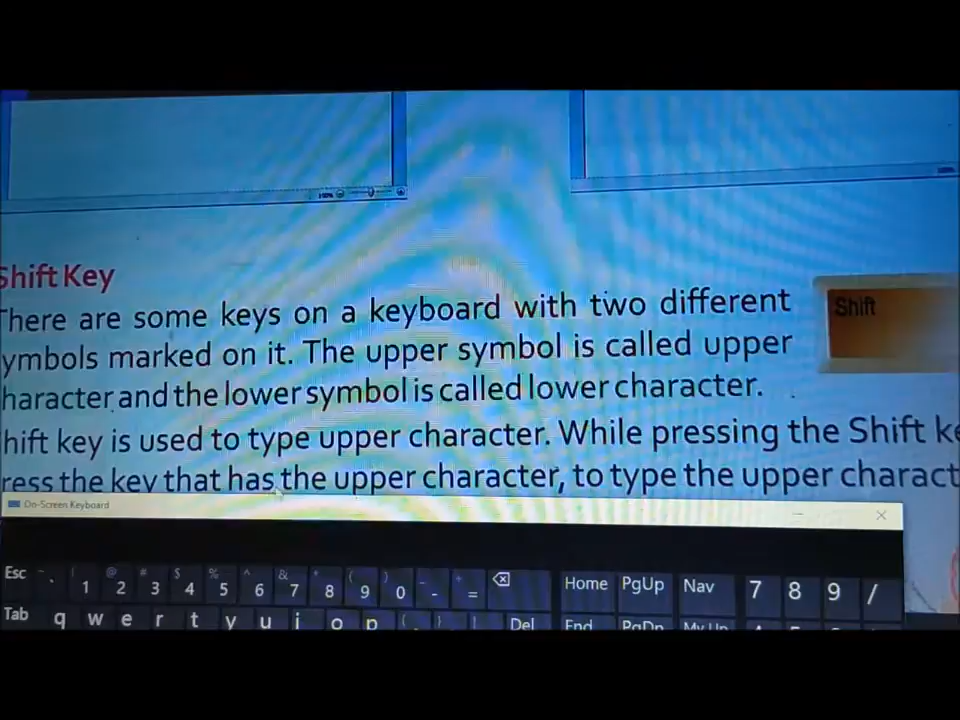 Shift Key
There are some keys on a keyboard with two different
ymbols marked on it. The upper symbol is called upper
Shift
haracter and the lower symbol is called lower character.
hift key is used to type upper character. While pressing the Shift ke
ress the key that has the upper character, to type the upper charact
On-Screen Keyboard
Esc 1 @ 2 # 3 $ 4 % 5 ^ 6 & 7 8 ( 9 ) 0 - = Home PgUp Nav 7 8 9 /
Tab q w e r t y u i o p Del End PgDn Mv Up